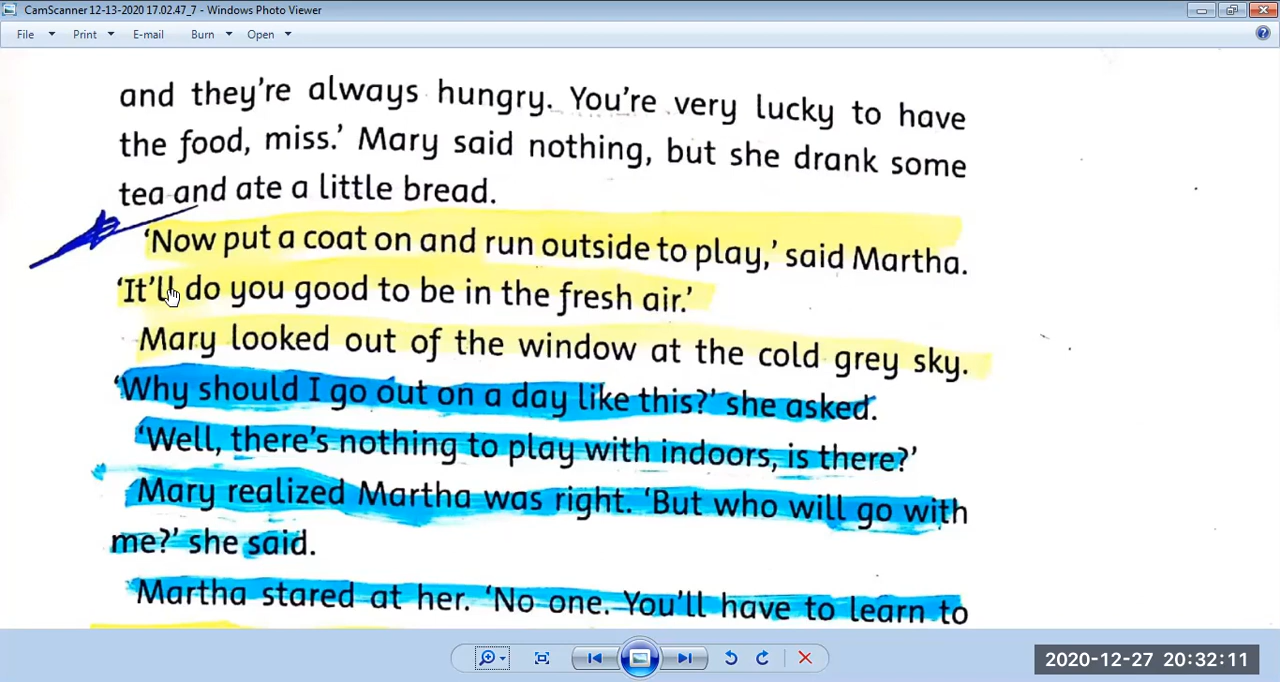 CamScanner 12-13-2020 17.02.47_7 - Windows Photo Viewer
File Print E-mail Burn Open
and they're always hungry. You're very lucky to have
the food, miss.' Mary said nothing, but she drank some
tea and ate a little bread.
'Now put a coat on and run outside to play,' said Martha.
'It'll do you good to be in the fresh air.'
Mary looked out of the window at the cold grey sky.
'Why should I go out on a day like this?' she asked.
'Well, there's nothing to play with indoors, is there?'
Mary realized Martha was right. 'But who will go with
me?' she said.
Martha stared at her. 'No one. You'll have to learn to
2020-12-27 20:32:11